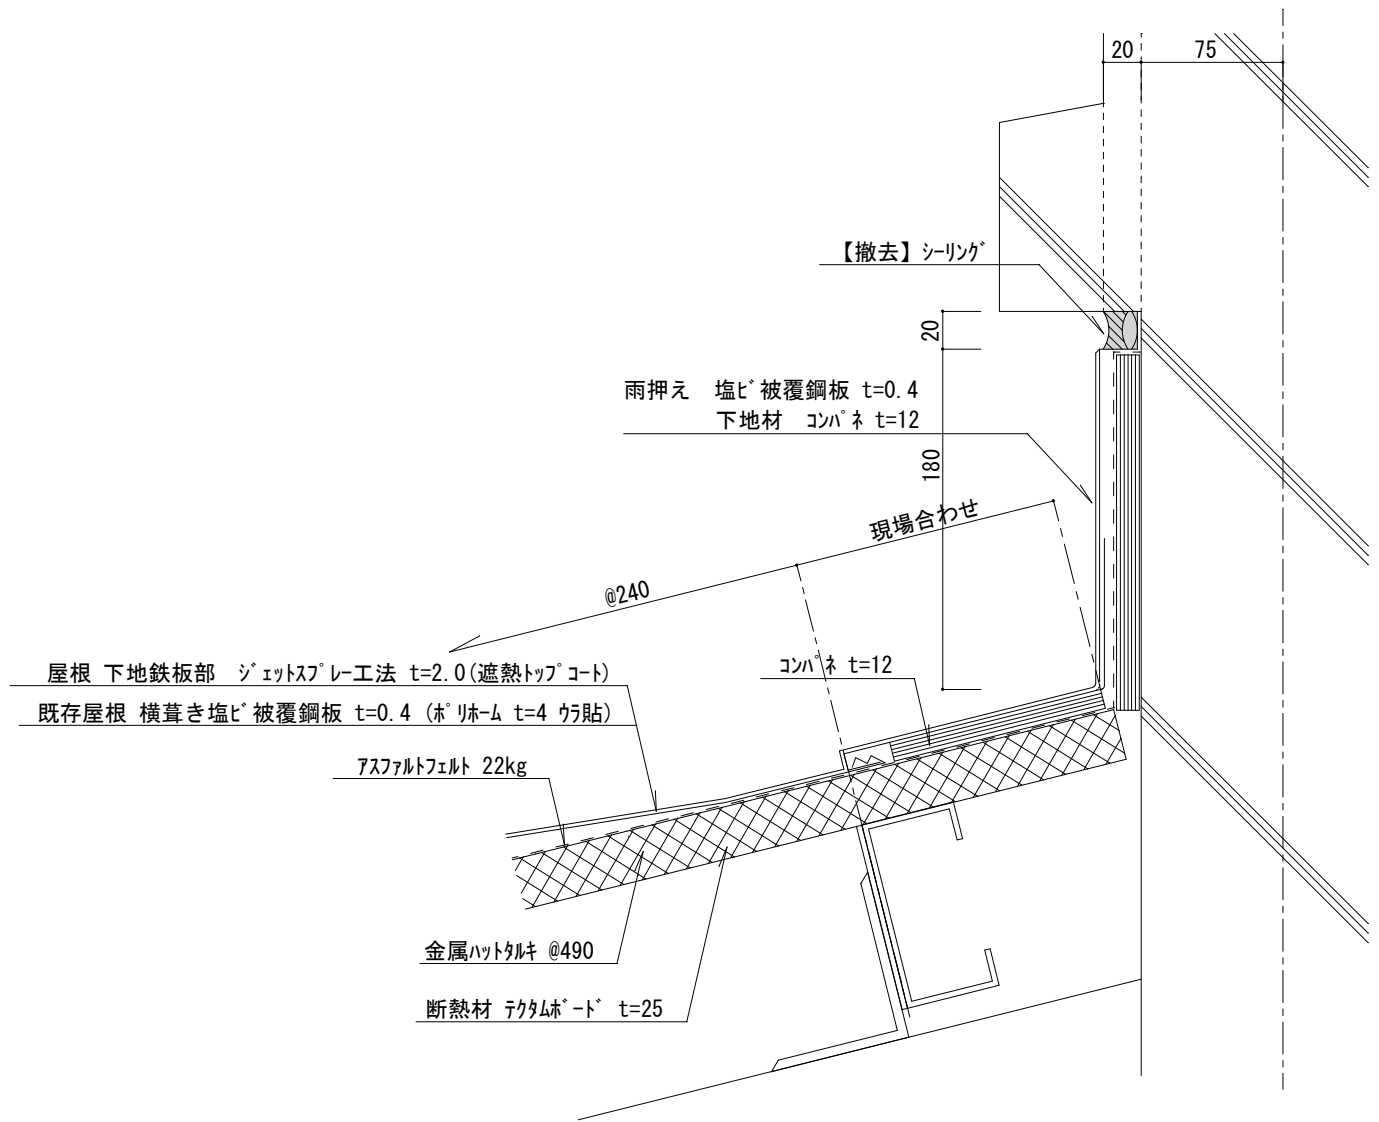 20
75
【撤去】ｼｰﾘﾝｸﾞ
20
雨押え　塩ﾋﾞ被覆鋼板 t=0.4
下地材　ｺﾝﾊﾟﾈ t=12
180
現場合わせ
@240
屋根 下地鉄板部　ｼﾞｪｯﾄｽﾌﾟﾚｰ工法 t=2.0(遮熱ﾄｯﾌﾟｺｰﾄ)
ｺﾝﾊﾟﾈ t=12
既存屋根 横葺き塩ﾋﾞ被覆鋼板 t=0.4 (ﾎﾟﾘﾎｰﾑ t=4 ｳﾗ貼)
ｱｽﾌｧﾙﾄﾌｪﾙﾄ 22kg
金属ﾊｯﾄﾀﾙｷ @490
断熱材 ﾃｸﾀﾑﾎﾞｰﾄﾞ t=25